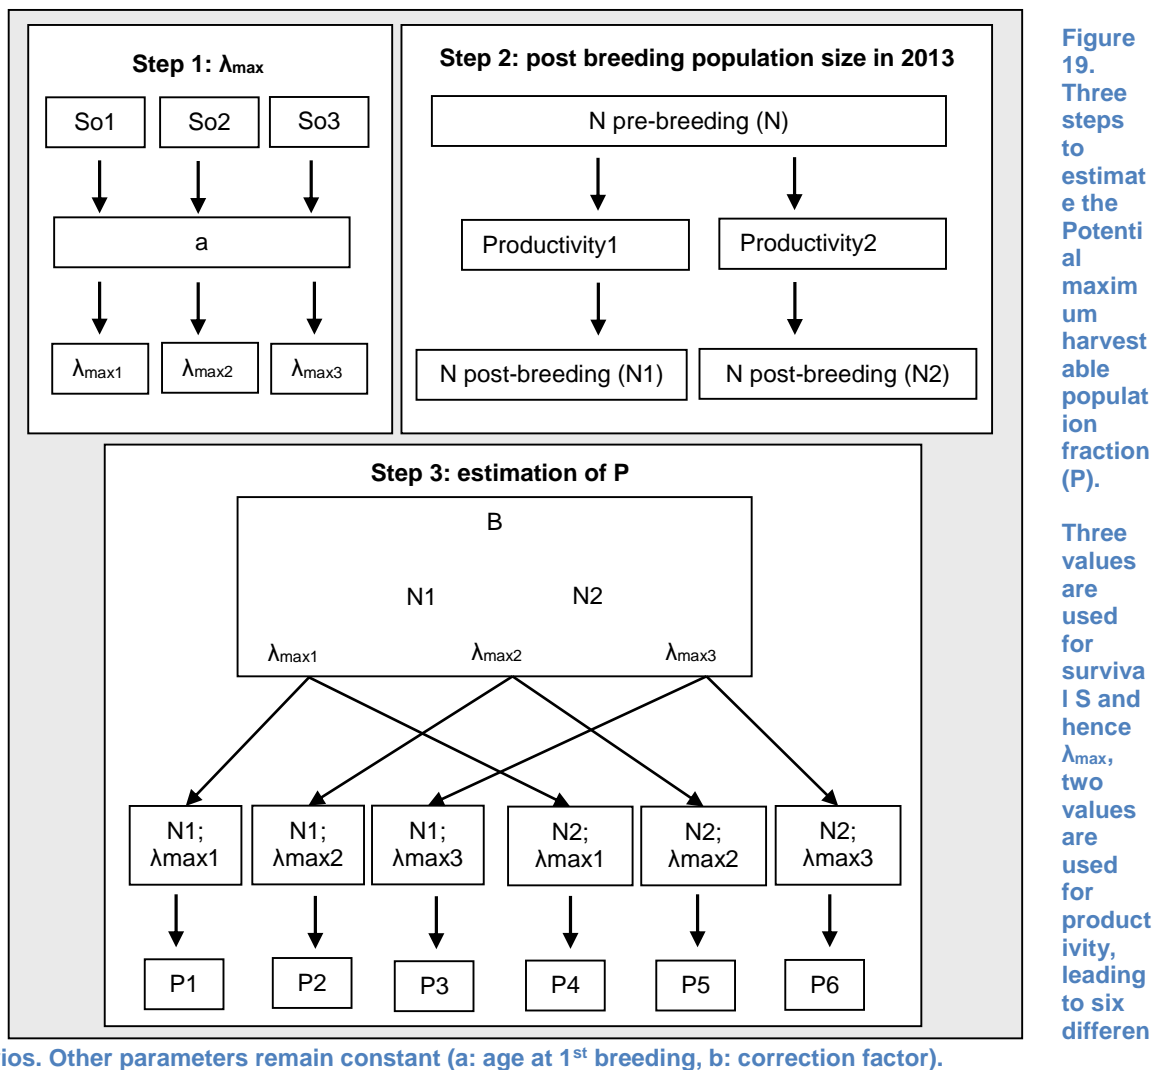 Step 1: λmax
So1 So2 So3
a
λmax1 λmax2 λmax3
Step 2: post breeding population size in 2013
N pre-breeding (N)
Productivity1 Productivity2
N post-breeding (N1) N post-breeding (N2)
Step 3: estimation of P
B
N1 N2
λmax1 λmax2 λmax3
N1; N1; N1; N2; N2; N2;
λmax1 λmax2 λmax3 λmax1 λmax2 λmax3
P1 P2 P3 P4 P5 P6
Figure
19.
Three
steps
to
estimat
e the
Potenti
al
maxim
um
harvest
able
populat
ion
fraction
(P).
Three
values
are
used
for
surviva
l S and
hence
λmax,
two
values
are
used
for
product
ivity,
leading
to six
differen
ios. Other parameters remain constant (a: age at 1st breeding, b: correction factor).